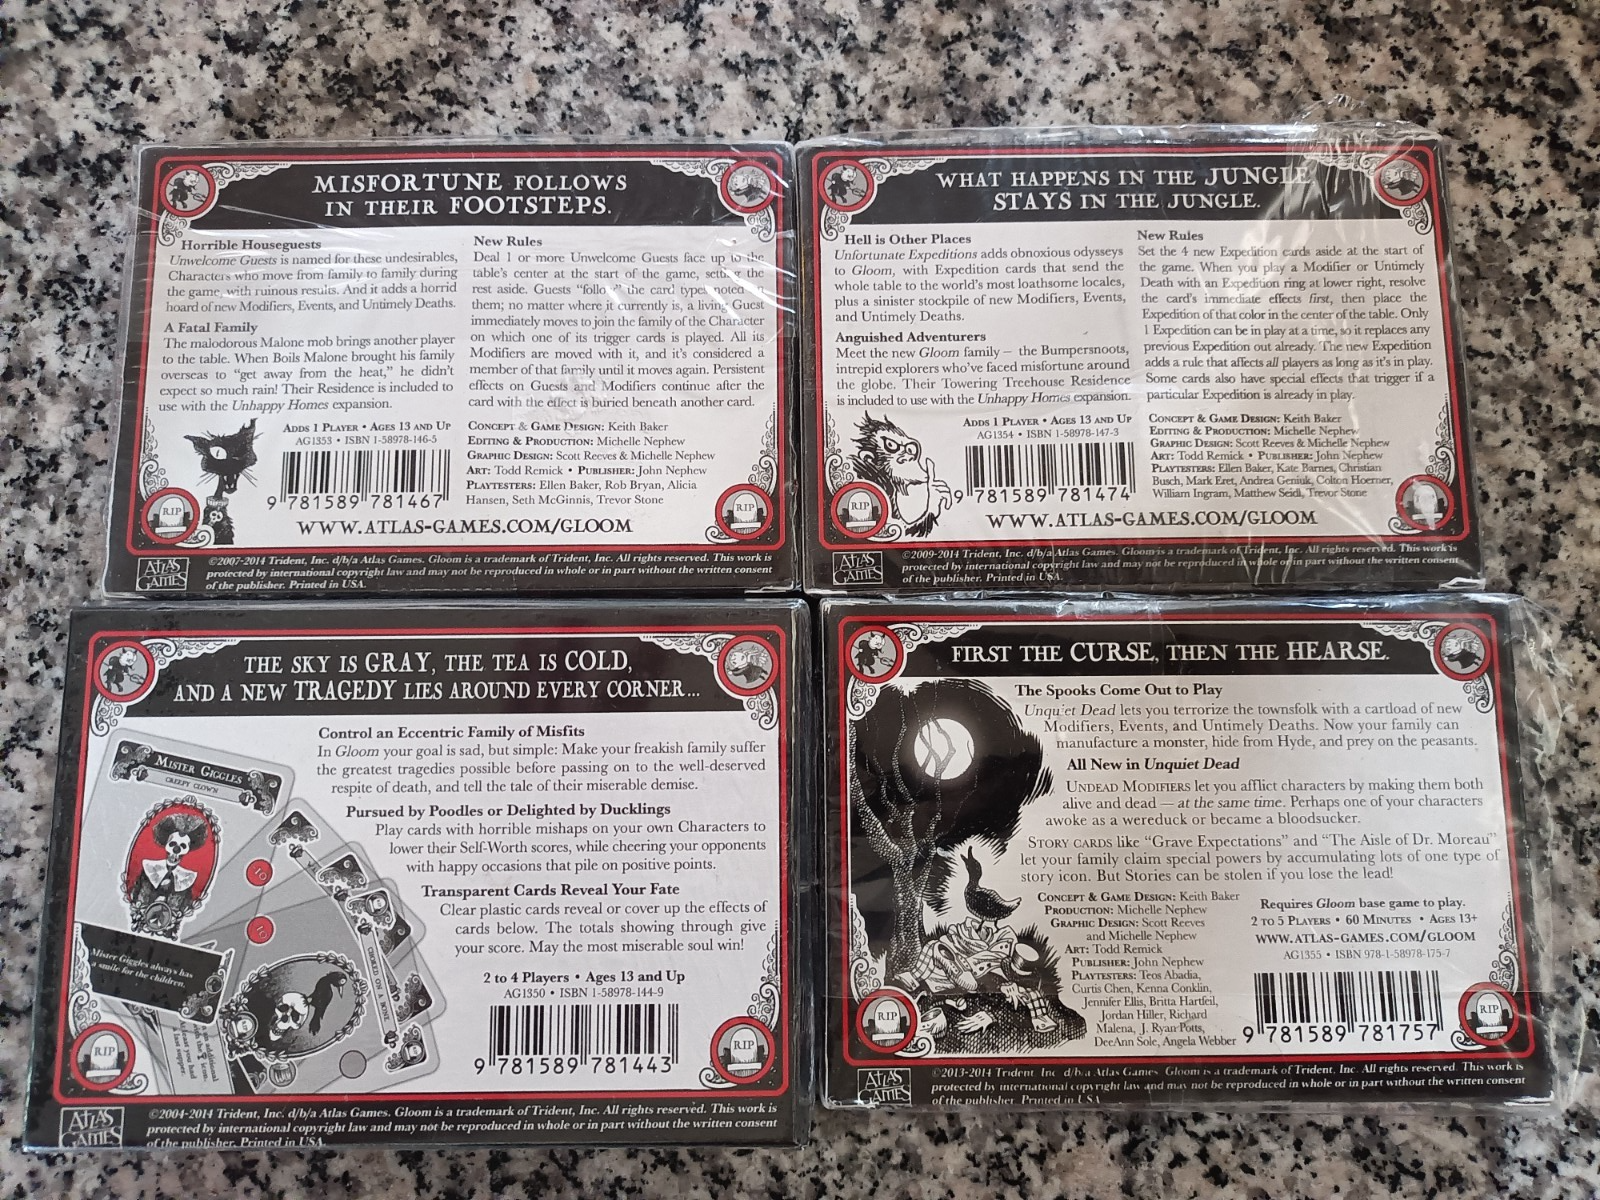 MISFORTUNE FOLLOWS
IN THEIR FOOTSTEPS.
Horrible Houseguests
Unwelcome Guests is named for these undesirables,
Characters who move from family to family during
the game, with ruinous results. And it adds a horrid
hoard of new Modifiers, Events, and Untimely Deaths.
A Fatal Family
The malodorous Malone mob brings another player
to the table. When Boils Malone brought his family
overseas to “get away from the heat,” he didn’t
expect so much rain! Their Residence is included to
use with the Unhappy Homes expansion.
ADDS 1 PLAYER • AGES 13 AND UP
AG1353 • ISBN 1-58978-146-5
9 781589 781467
New Rules
Deal 1 or more Unwelcome Guests face up to the
table’s center at the start of the game, setting the
rest aside. Guests “follow” the card types noted on
them; no matter where it currently is, a living Guest
immediately moves to join the family of the Character
on which one of its trigger cards is played. All its
Modifiers are moved with it, and it’s considered a
member of that family until it moves again. Persistent
effects on Guests and Modifiers continue after the
card with the effect is buried beneath another card.
CONCEPT & GAME DESIGN: Keith Baker
EDITING & PRODUCTION: Michelle Nephew
GRAPHIC DESIGN: Scott Reeves & Michelle Nephew
ART: Todd Remick • PUBLISHER: John Nephew
PLAYTESTERS: Ellen Baker, Rob Bryan, Alicia
Hansen, Seth McGinnis, Trevor Stone
RIP
RIP
WWW.ATLAS-GAMES.COM/GLOOM
ATLAS
GAMES
©2007-2014 Trident, Inc. d/b/a Atlas Games. Gloom is a trademark of Trident, Inc. All rights reserved. This work is
protected by international copyright law and may not be reproduced in whole or in part without the written consent
of the publisher. Printed in USA.
WHAT HAPPENS IN THE JUNGLE
STAYS IN THE JUNGLE.
Hell is Other Places
Unfortunate Expeditions adds obnoxious odysseys
to Gloom, with Expedition cards that send the
whole table to the world’s most loathsome locales,
plus a sinister stockpile of new Modifiers, Events,
and Untimely Deaths.
Anguished Adventurers
Meet the new Gloom family — the Bumpersnoots,
intrepid explorers who’ve faced misfortune around
the globe. Their Towering Treehouse Residence
is included to use with the Unhappy Homes expansion.
ADDS 1 PLAYER • AGES 13 AND UP
AG1354 • ISBN 1-58978-147-3
9 781589 781474
New Rules
Set the 4 new Expedition cards aside at the start of
the game. When you play a Modifier or Untimely
Death with an Expedition ring at lower right, resolve
the card’s immediate effects first, then place the
Expedition of that color in the center of the table. Only
1 Expedition can be in play at a time, so it replaces any
previous Expedition out already. The new Expedition
adds a rule that affects all players as long as it’s in play.
Some cards also have special effects that trigger if a
particular Expedition is already in play.
CONCEPT & GAME DESIGN: Keith Baker
EDITING & PRODUCTION: Michelle Nephew
GRAPHIC DESIGN: Scott Reeves & Michelle Nephew
ART: Todd Remick • PUBLISHER: John Nephew
PLAYTESTERS: Ellen Baker, Kate Barnes, Christian
Busch, Mark Eret, Andrea Geniuk, Colton Hoerner,
William Ingram, Matthew Seidl, Trevor Stone
RIP
WWW.ATLAS-GAMES.COM/GLOOM
ATLAS
GAMES
©2009-2014 Trident, Inc. d/b/a Atlas Games. Gloom is a trademark of Trident, Inc. All rights reserved. This work is
protected by international copyright law and may not be reproduced in whole or in part without the written consent
of the publisher. Printed in USA.
THE SKY IS GRAY, THE TEA IS COLD,
AND A NEW TRAGEDY LIES AROUND EVERY CORNER...
Control an Eccentric Family of Misfits
In Gloom your goal is sad, but simple: Make your freakish family suffer
the greatest tragedies possible before passing on to the well-deserved
respite of death, and tell the tale of their miserable demise.
Pursued by Poodles or Delighted by Ducklings
Play cards with horrible mishaps on your own Characters to
lower their Self-Worth scores, while cheering your opponents
with happy occasions that pile on positive points.
Transparent Cards Reveal Your Fate
Clear plastic cards reveal or cover up the effects of
cards below. The totals showing through give
your score. May the most miserable soul win!
2 to 4 Players • Ages 13 and Up
AG1350 • ISBN 1-58978-144-9
9 781589 781443
MISTER GIGGLES
CREEPY CLOWN
10
10
Mister Giggles always has
a smile for the children.
RIP
RIP
ATLAS
GAMES
©2004-2014 Trident, Inc. d/b/a Atlas Games. Gloom is a trademark of Trident, Inc. All rights reserved. This work is
protected by international copyright law and may not be reproduced in whole or in part without the written consent
of the publisher. Printed in USA.
FIRST THE CURSE, THEN THE HEARSE.
The Spooks Come Out to Play
Unquiet Dead lets you terrorize the townsfolk with a cartload of new
Modifiers, Events, and Untimely Deaths. Now your family can
manufacture a monster, hide from Hyde, and prey on the peasants.
All New in Unquiet Dead
UNDEAD MODIFIERS let you afflict characters by making them both
alive and dead — at the same time. Perhaps one of your characters
awoke as a wereduck or became a bloodsucker.
STORY CARDS like “Grave Expectations” and “The Aisle of Dr. Moreau”
let your family claim special powers by accumulating lots of one type of
story icon. But Stories can be stolen if you lose the lead!
CONCEPT & GAME DESIGN: Keith Baker
PRODUCTION: Michelle Nephew
GRAPHIC DESIGN: Scott Reeves
and Michelle Nephew
ART: Todd Remick
PUBLISHER: John Nephew
PLAYTESTERS: Teos Abadia,
Curtis Chen, Kenna Conklin,
Jennifer Ellis, Britta Hartfeil,
Jordan Hiller, Richard
Malena, J. Ryan Potts,
DeeAnn Sole, Angela Webber
Requires Gloom base game to play.
2 TO 5 PLAYERS • 60 MINUTES • AGES 13+
WWW.ATLAS-GAMES.COM/GLOOM
AG1355 • ISBN 978-1-58978-175-7
9 781589 781757
RIP
RIP
ATLAS
GAMES
©2013-2014 Trident, Inc. d/b/a Atlas Games. Gloom is a trademark of Trident, Inc. All rights reserved. This work is
protected by international copyright law and may not be reproduced in whole or in part without the written consent
of the publisher. Printed in USA